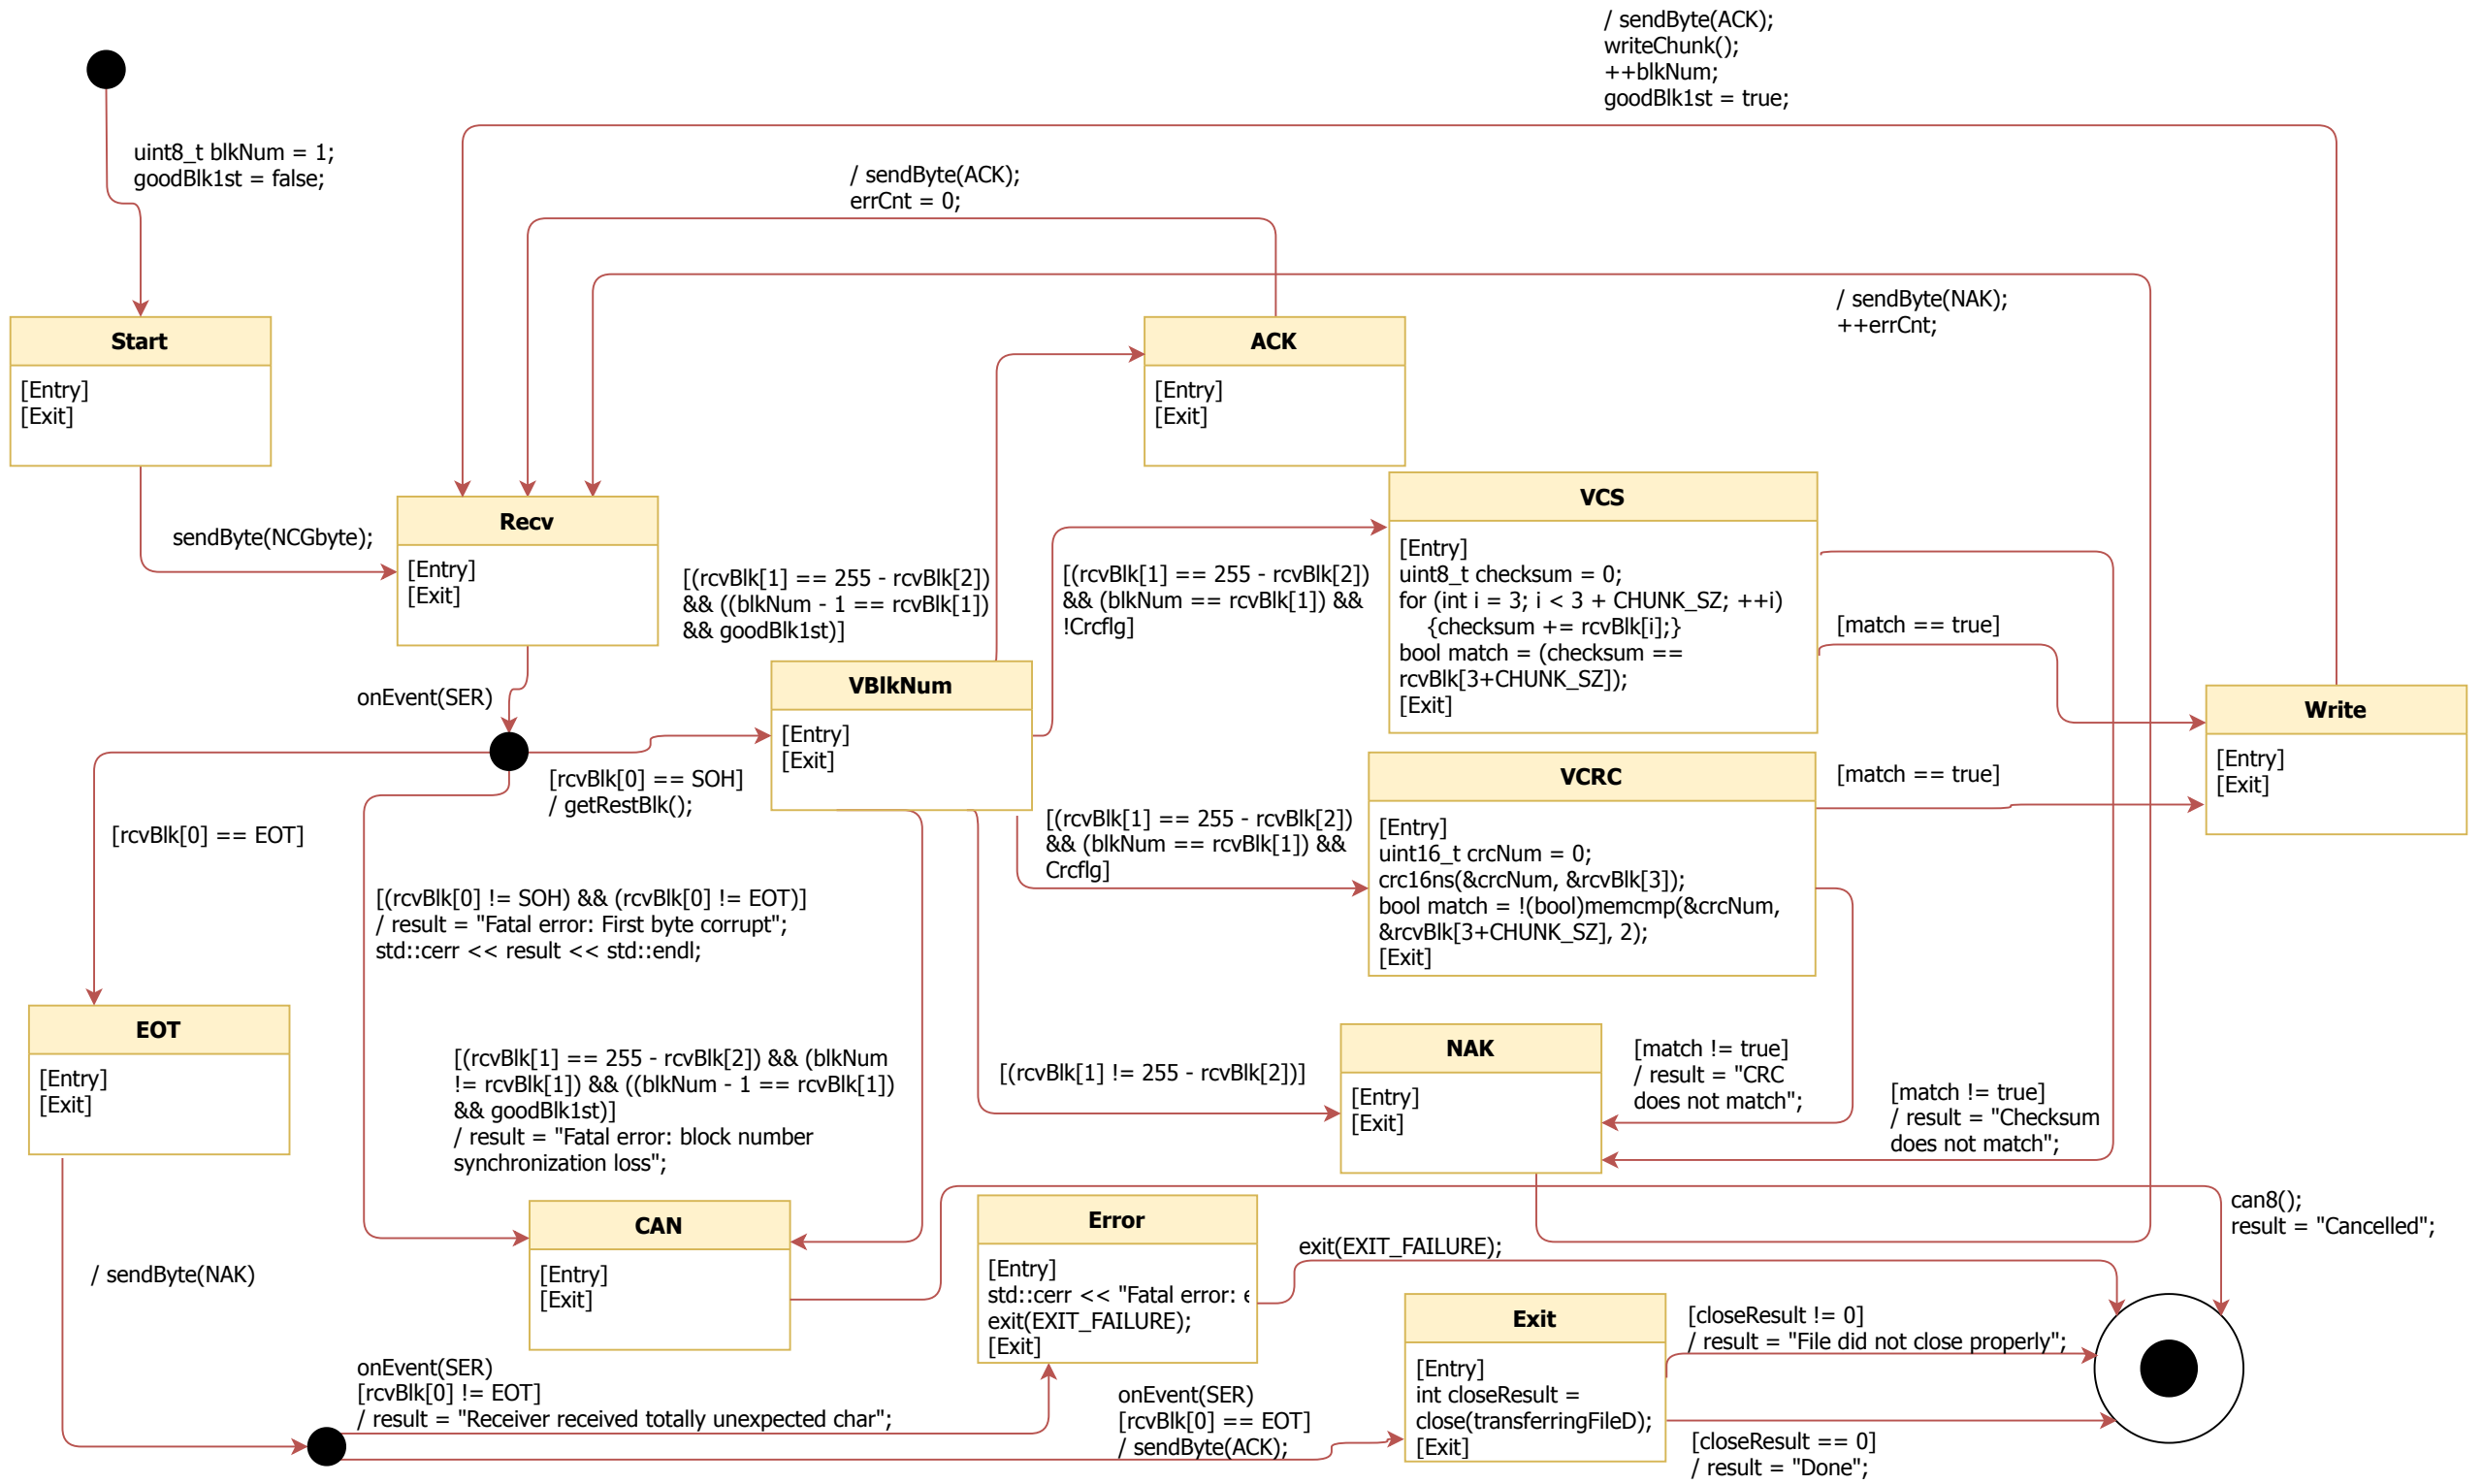 / sendByte(ACK);
writeChunk();
++blkNum;
goodBlk1st = true;
uint8_t blkNum = 1;
goodBlk1st = false;
/ sendByte(ACK);
errCnt = 0;
/ sendByte(NAK);
++errCnt;
Start
[Entry]
[Exit]
ACK
[Entry]
[Exit]
sendByte(NCGbyte);
Recv
[Entry]
[Exit]
[(rcvBlk[1] == 255 - rcvBlk[2])
&& ((blkNum - 1 == rcvBlk[1])
&& goodBlk1st)]
[(rcvBlk[1] == 255 - rcvBlk[2])
&& (blkNum == rcvBlk[1]) &&
!Crcflg]
VCS
[Entry]
uint8_t checksum = 0;
for (int i = 3; i < 3 + CHUNK_SZ; ++i)
{checksum += rcvBlk[i];}
bool match = (checksum ==
rcvBlk[3+CHUNK_SZ]);
[Exit]
[match == true]
onEvent(SER)
VBlkNum
[Entry]
[Exit]
Write
[Entry]
[Exit]
[rcvBlk[0] == SOH]
/ getRestBlk();
[rcvBlk[0] == EOT]
VCRC
[Entry]
uint16_t crcNum = 0;
crc16ns(&crcNum, &rcvBlk[3]);
bool match = !(bool)memcmp(&crcNum,
&rcvBlk[3+CHUNK_SZ], 2);
[Exit]
[match == true]
[(rcvBlk[1] == 255 - rcvBlk[2])
&& (blkNum == rcvBlk[1]) &&
Crcflg]
[(rcvBlk[0] != SOH) && (rcvBlk[0] != EOT)]
/ result = "Fatal error: First byte corrupt";
std::cerr << result << std::endl;
EOT
[Entry]
[Exit]
[(rcvBlk[1] == 255 - rcvBlk[2]) && (blkNum
!= rcvBlk[1]) && ((blkNum - 1 == rcvBlk[1])
&& goodBlk1st)]
/ result = "Fatal error: block number
synchronization loss";
[(rcvBlk[1] != 255 - rcvBlk[2])]
NAK
[Entry]
[Exit]
[match != true]
/ result = "CRC
does not match";
[match != true]
/ result = "Checksum
does not match";
CAN
[Entry]
[Exit]
Error
[Entry]
std::cerr << "Fatal error:
exit(EXIT_FAILURE);
[Exit]
exit(EXIT_FAILURE);
can8();
result = "Cancelled";
/ sendByte(NAK)
Exit
[Entry]
int closeResult =
close(transferringFileD);
[Exit]
[closeResult != 0]
/ result = "File did not close properly";
onEvent(SER)
[rcvBlk[0] != EOT]
/ result = "Receiver received totally unexpected char";
onEvent(SER)
[rcvBlk[0] == EOT]
/ sendByte(ACK);
[closeResult == 0]
/ result = "Done";